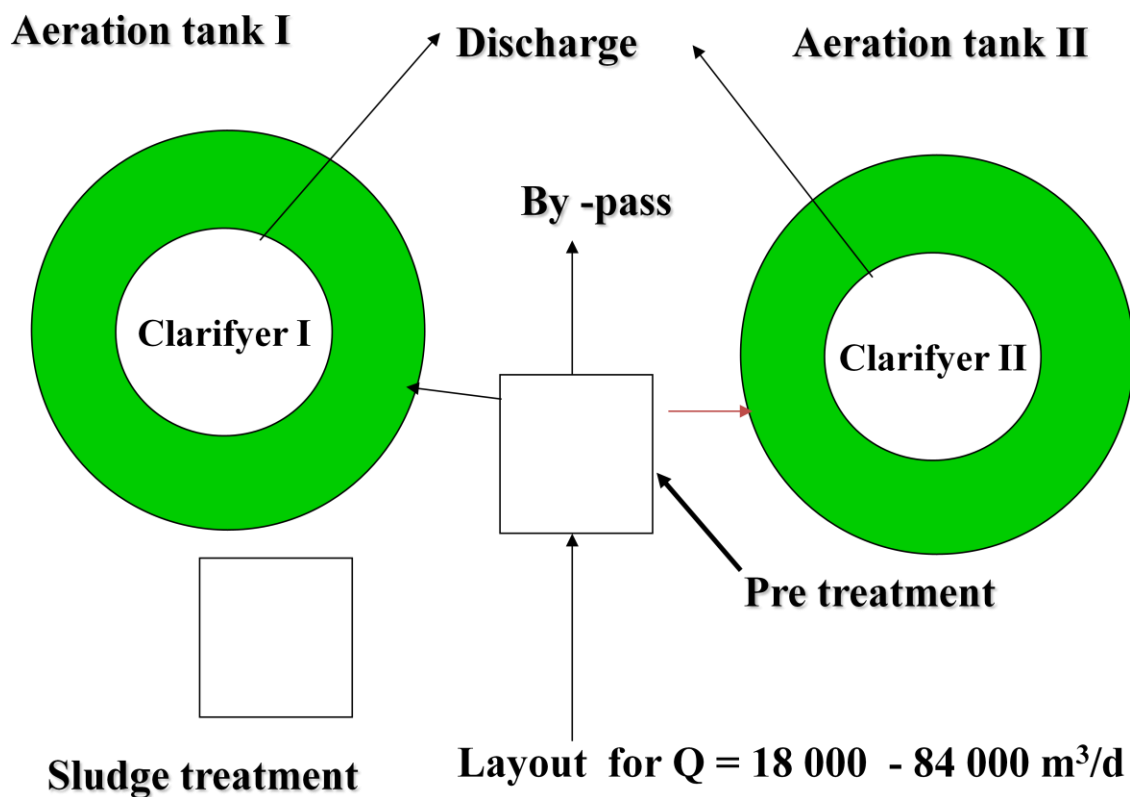 Aeration tank I
Discharge
Aeration tank II
By -pass
Clarifyer I
Clarifyer II
Pre treatment
Sludge treatment
Layout for Q = 18 000 - 84 000 m³/d